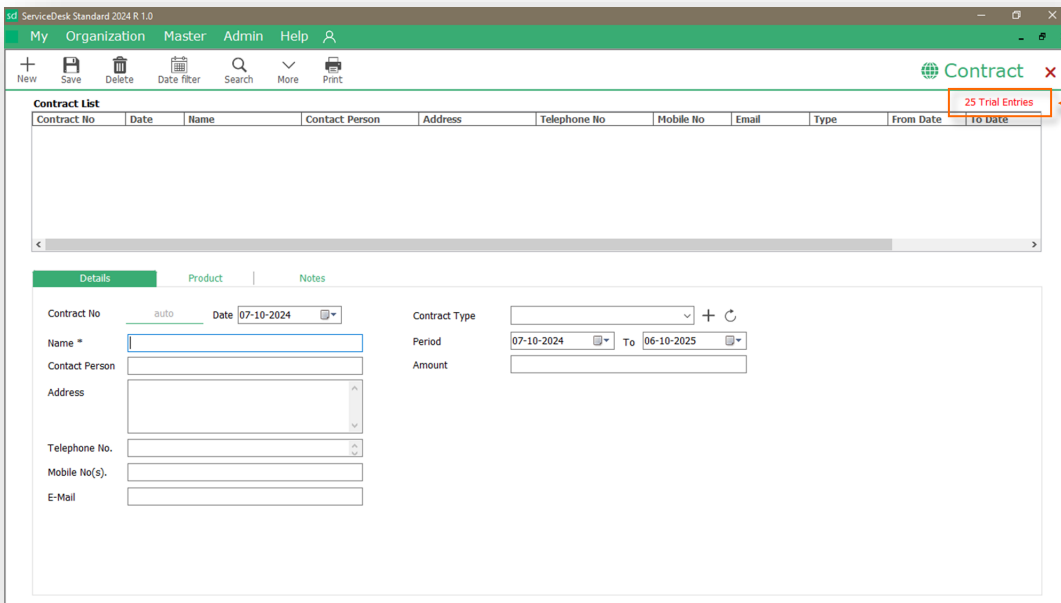 sd ServiceDesk Standard 2024 R 1.0
My Organization Master Admin Help
New Save Delete Date filter Search More Print
Contract
25 Trial Entries
Contract List
Contract No Date Name Contact Person Address Telephone No Mobile No Email Type From Date To Date
Details Product Notes
Contract No auto Date 07-10-2024 Contract Type
Name * Period 07-10-2024 To 06-10-2025
Contact Person Amount
Address
Telephone No.
Mobile No(s).
E-Mail